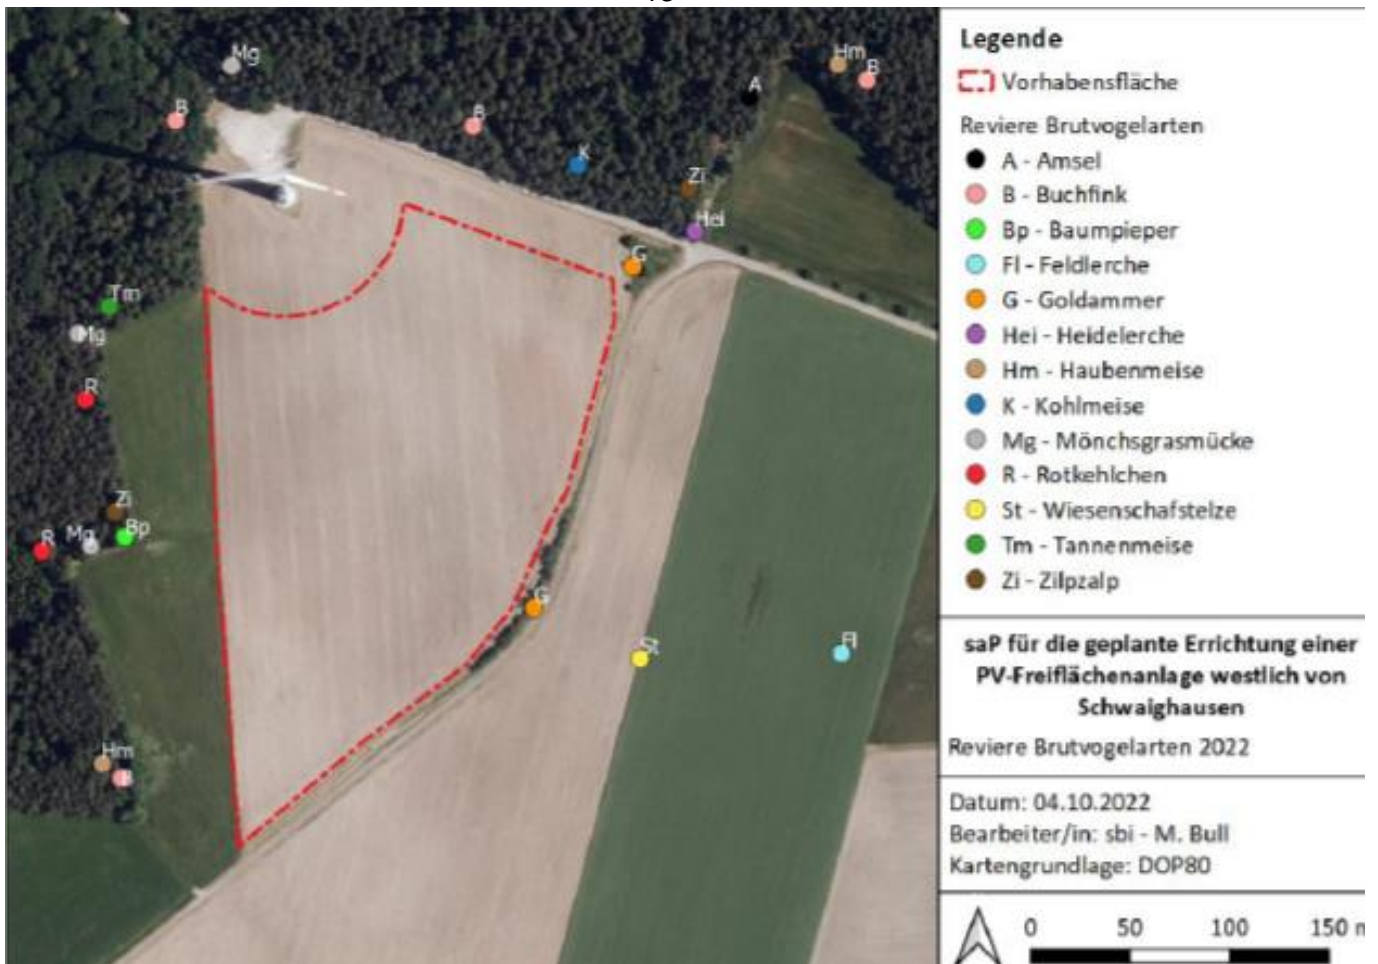 Mg
B
B
K
A
Hm
B
Zi
Hei
G
Tm
Mg
R
Zi
Bp
Mg
R
G
St
Fl
Hm
B
Legende
Vorhabensfläche
Reviere Brutvogelarten
A - Amsel
B - Buchfink
Bp - Baumpieper
Fl - Feldlerche
G - Goldammer
Hei - Heidelerche
Hm - Haubenmeise
K - Kohlmeise
Mg - Mönchsgrasmücke
R - Rotkehlchen
St - Wiesenschafstelze
Tm - Tannenmeise
Zi - Zilpzalp
saP für die geplante Errichtung einer
PV-Freiflächenanlage westlich von
Schwaighausen
Reviere Brutvogelarten 2022
Datum: 04.10.2022
Bearbeiter/in: sbi - M. Bull
Kartengrundlage: DOP80
0 50 100 150 m